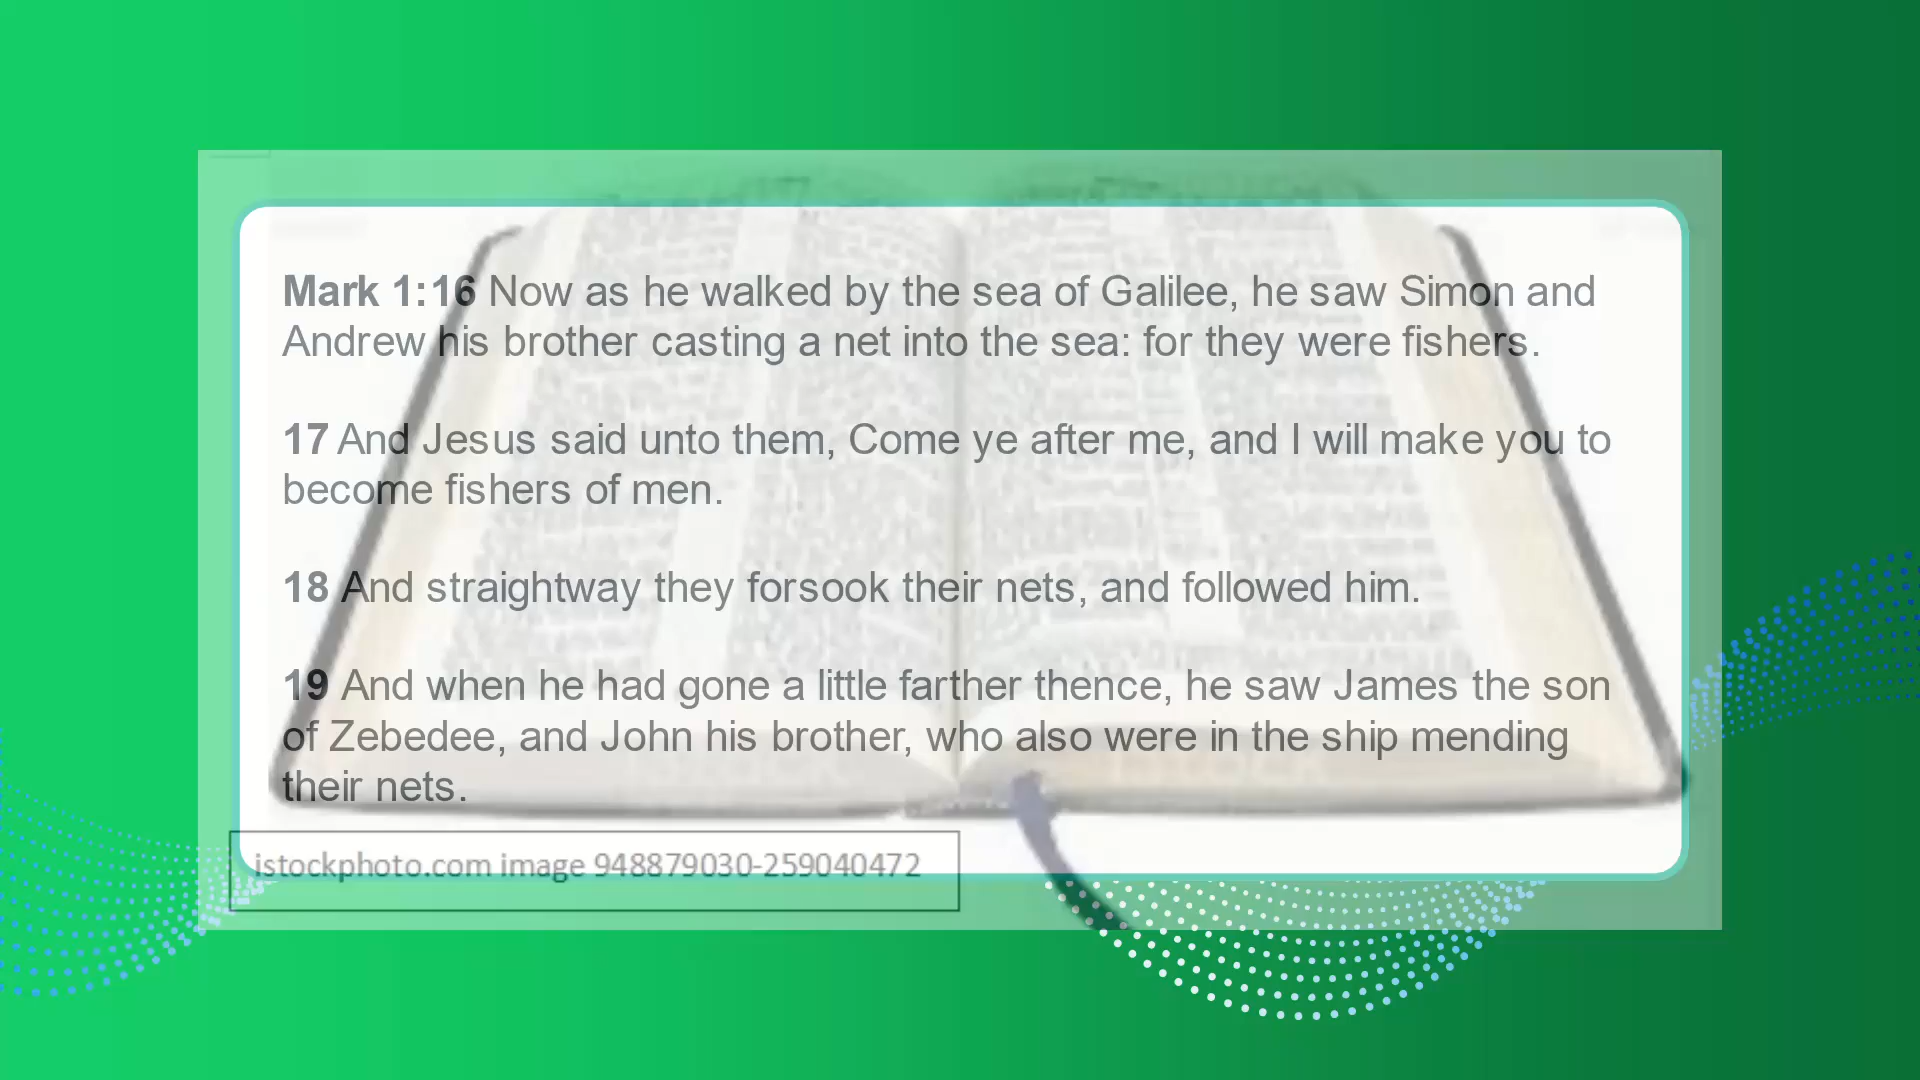 Mark 1:16 Now as he walked by the sea of Galilee, he saw Simon and
Andrew his brother casting a net into the sea: for they were fishers.
17 And Jesus said unto them, Come ye after me, and I will make you to
become fishers of men.
18 And straightway they forsook their nets, and followed him.
19 And when he had gone a little farther thence, he saw James the son
of Zebedee, and John his brother, who also were in the ship mending
their nets.
istockphoto.com image 948879030-259040472